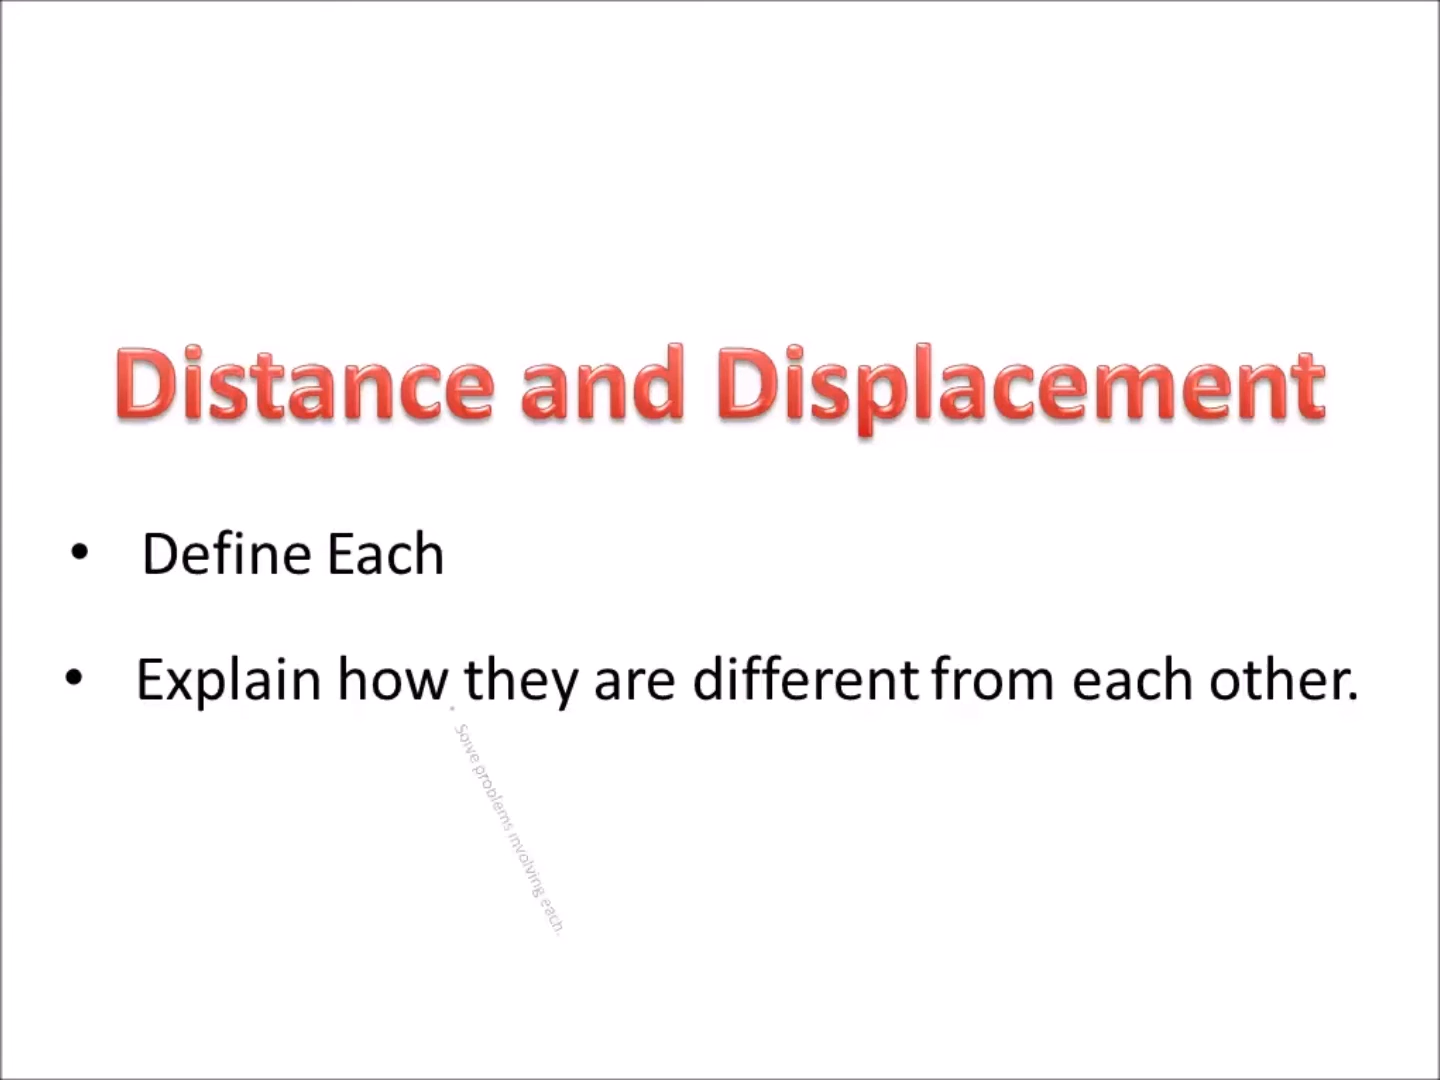 Distance and Displacement
• Define Each
• Explain how they are different from each other.
• Solve problems involving each.